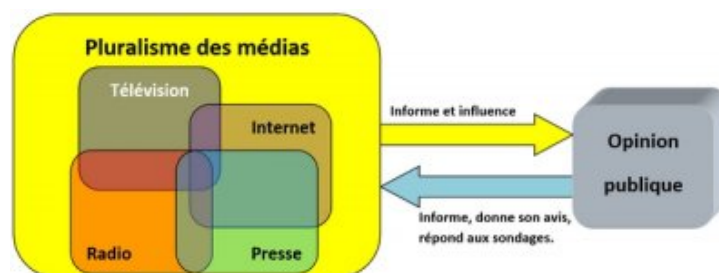 Pluralisme des médias
Télévision
Internet
Radio
Presse
Informe et influence
Informe, donne son avis,
répond aux sondages.
Opinion
publique